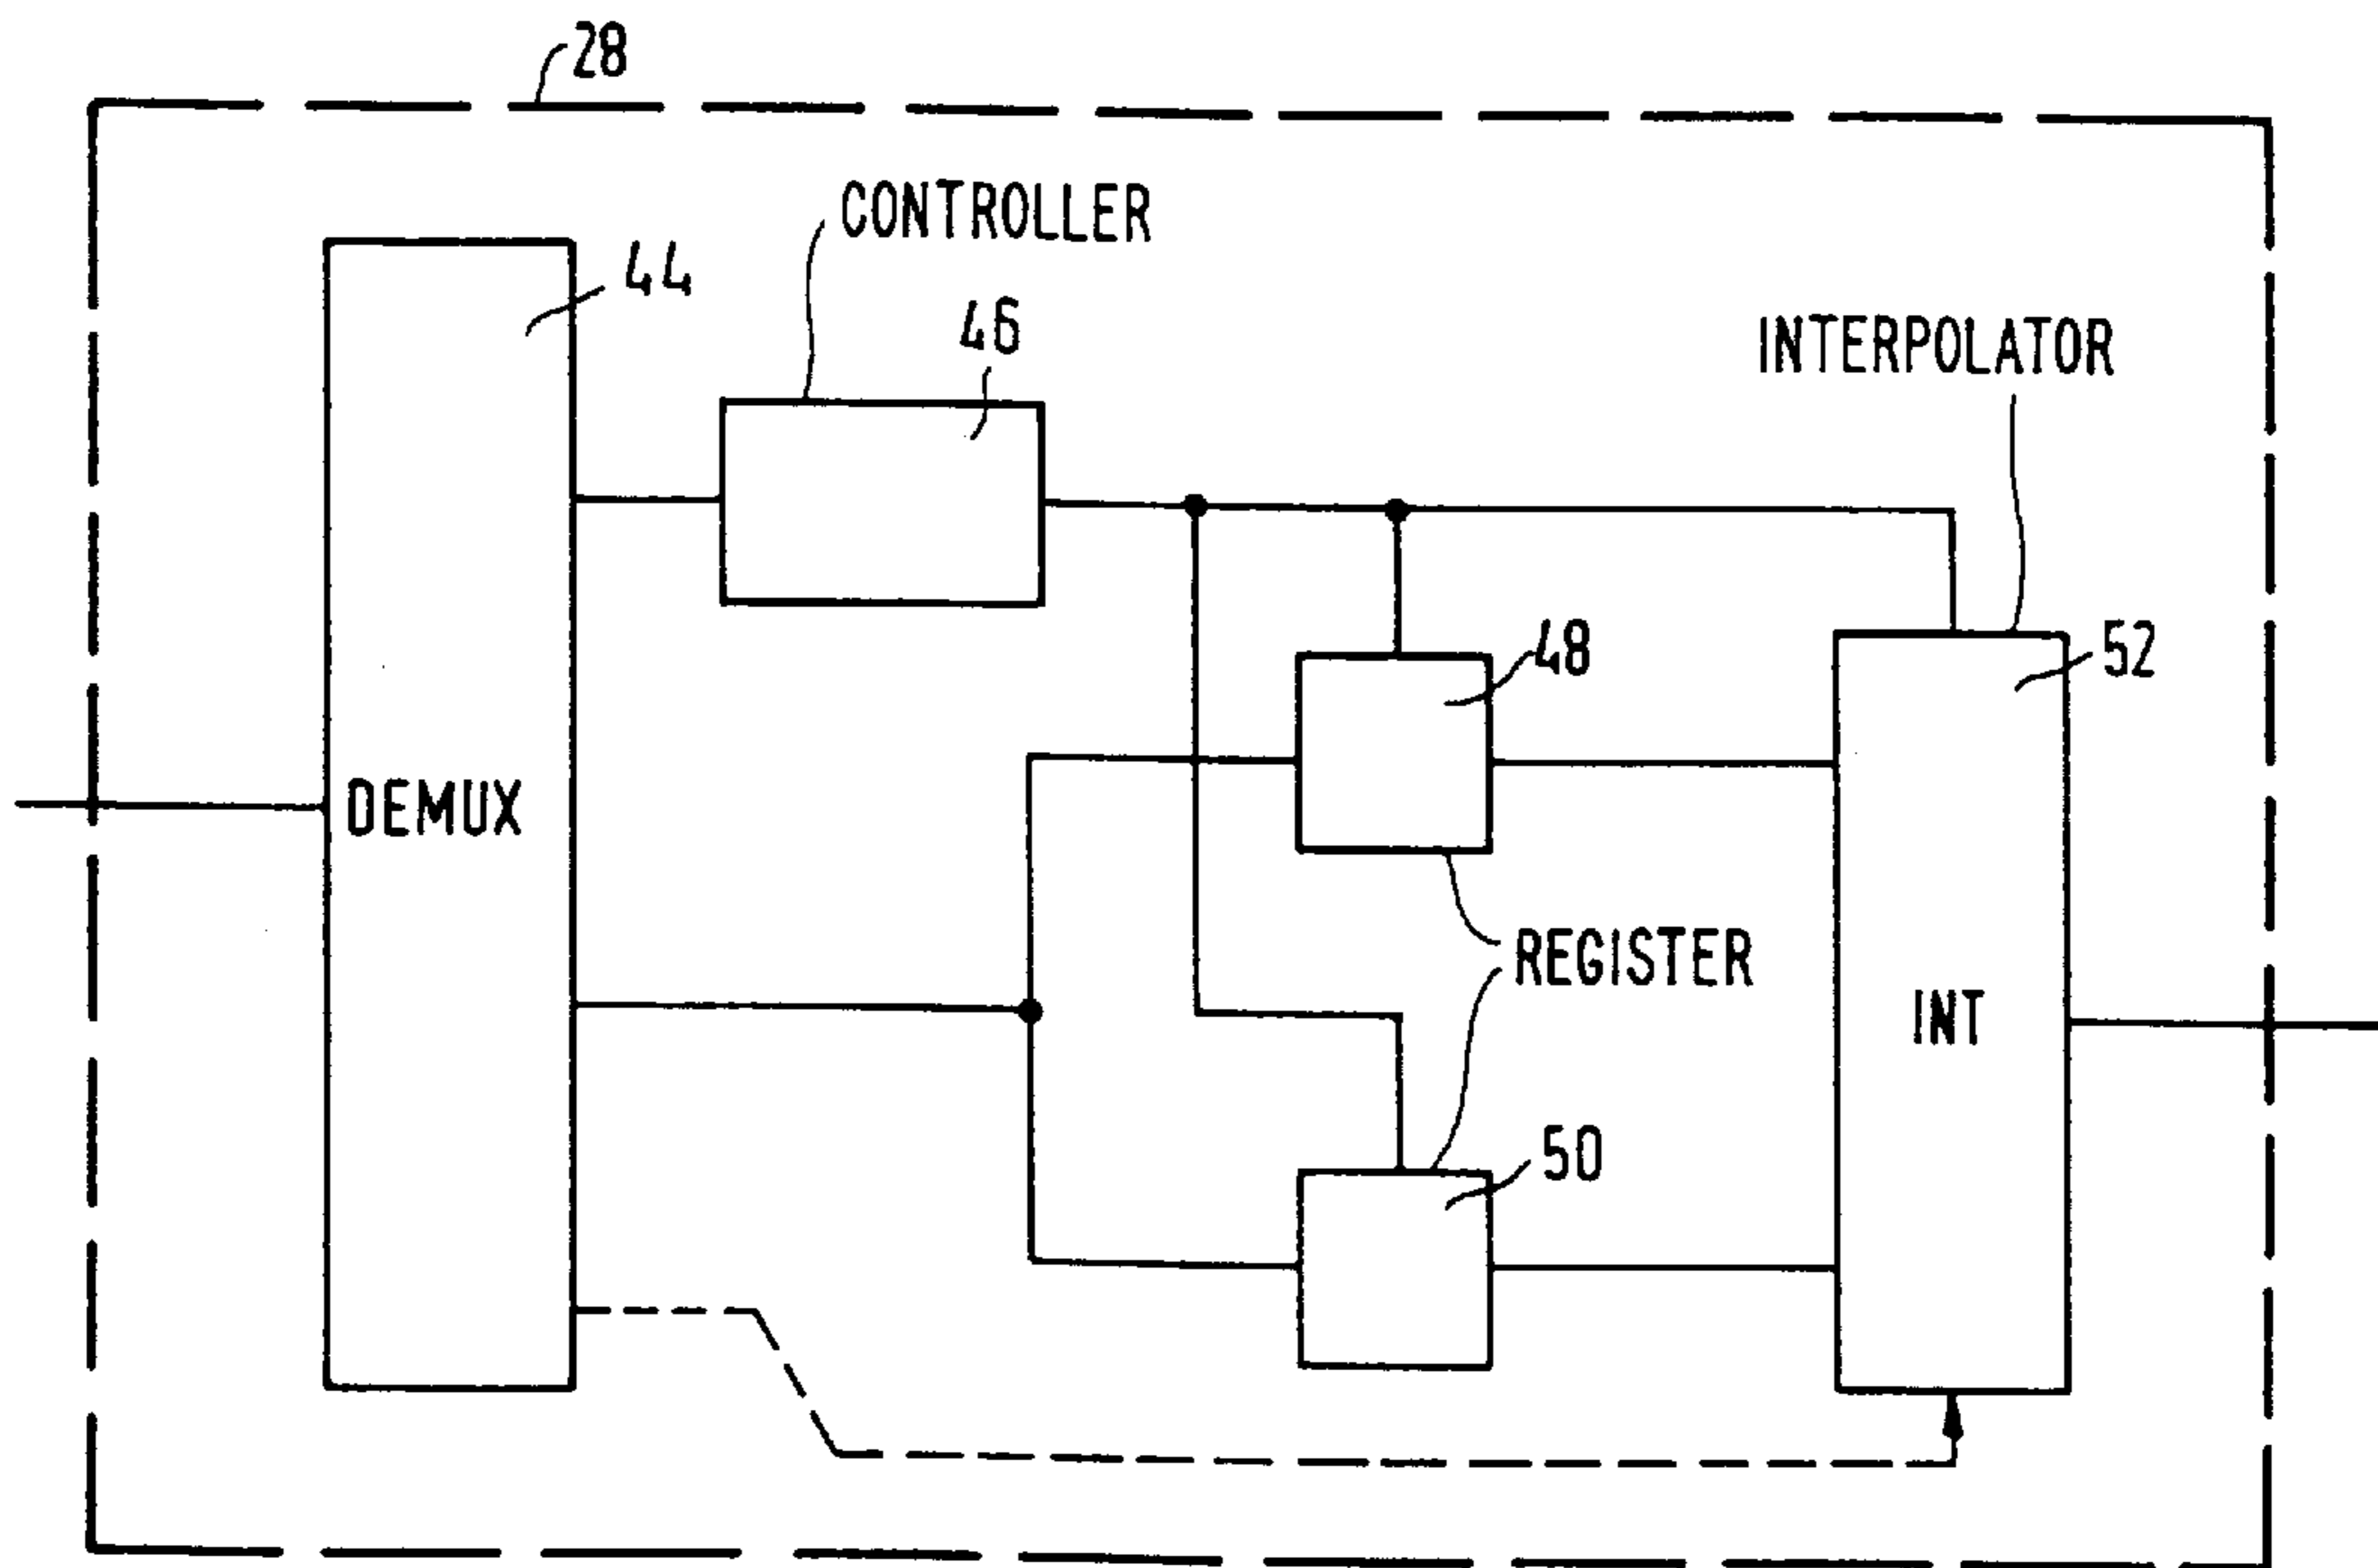 28
CONTROLLER
44
46
INTERPOLATOR
48
52
DEMUX
REGISTER
INT
50